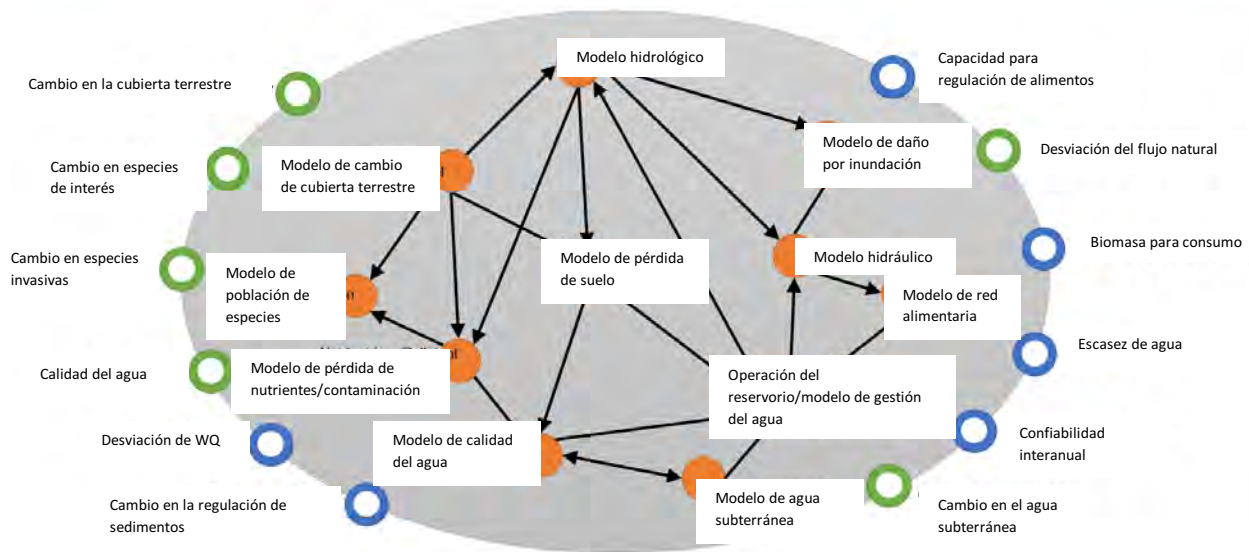 Modelo hidrológico
Capacidad para
regulación de alimentos
Cambio en la cubierta terrestre
Modelo de daño
por inundación
Desviación del flujo natural
Cambio en especies
de interés
Modelo de cambio
de cubierta terrestre
Biomasa para consumo
Cambio en especies
invasivas
Modelo de
población de
especies
Modelo de pérdida
de suelo
Modelo hidráulico
Modelo de red
alimentaria
Escasez de agua
Calidad del agua
Modelo de pérdida de
nutrientes/contaminación
Operación del
reservorio/modelo de gestión
del agua
Desviación de WQ
Modelo de calidad
del agua
Confiabilidad
interanual
Cambio en la regulación de
sedimentos
Modelo de agua
subterránea
Cambio en el agua
subterránea